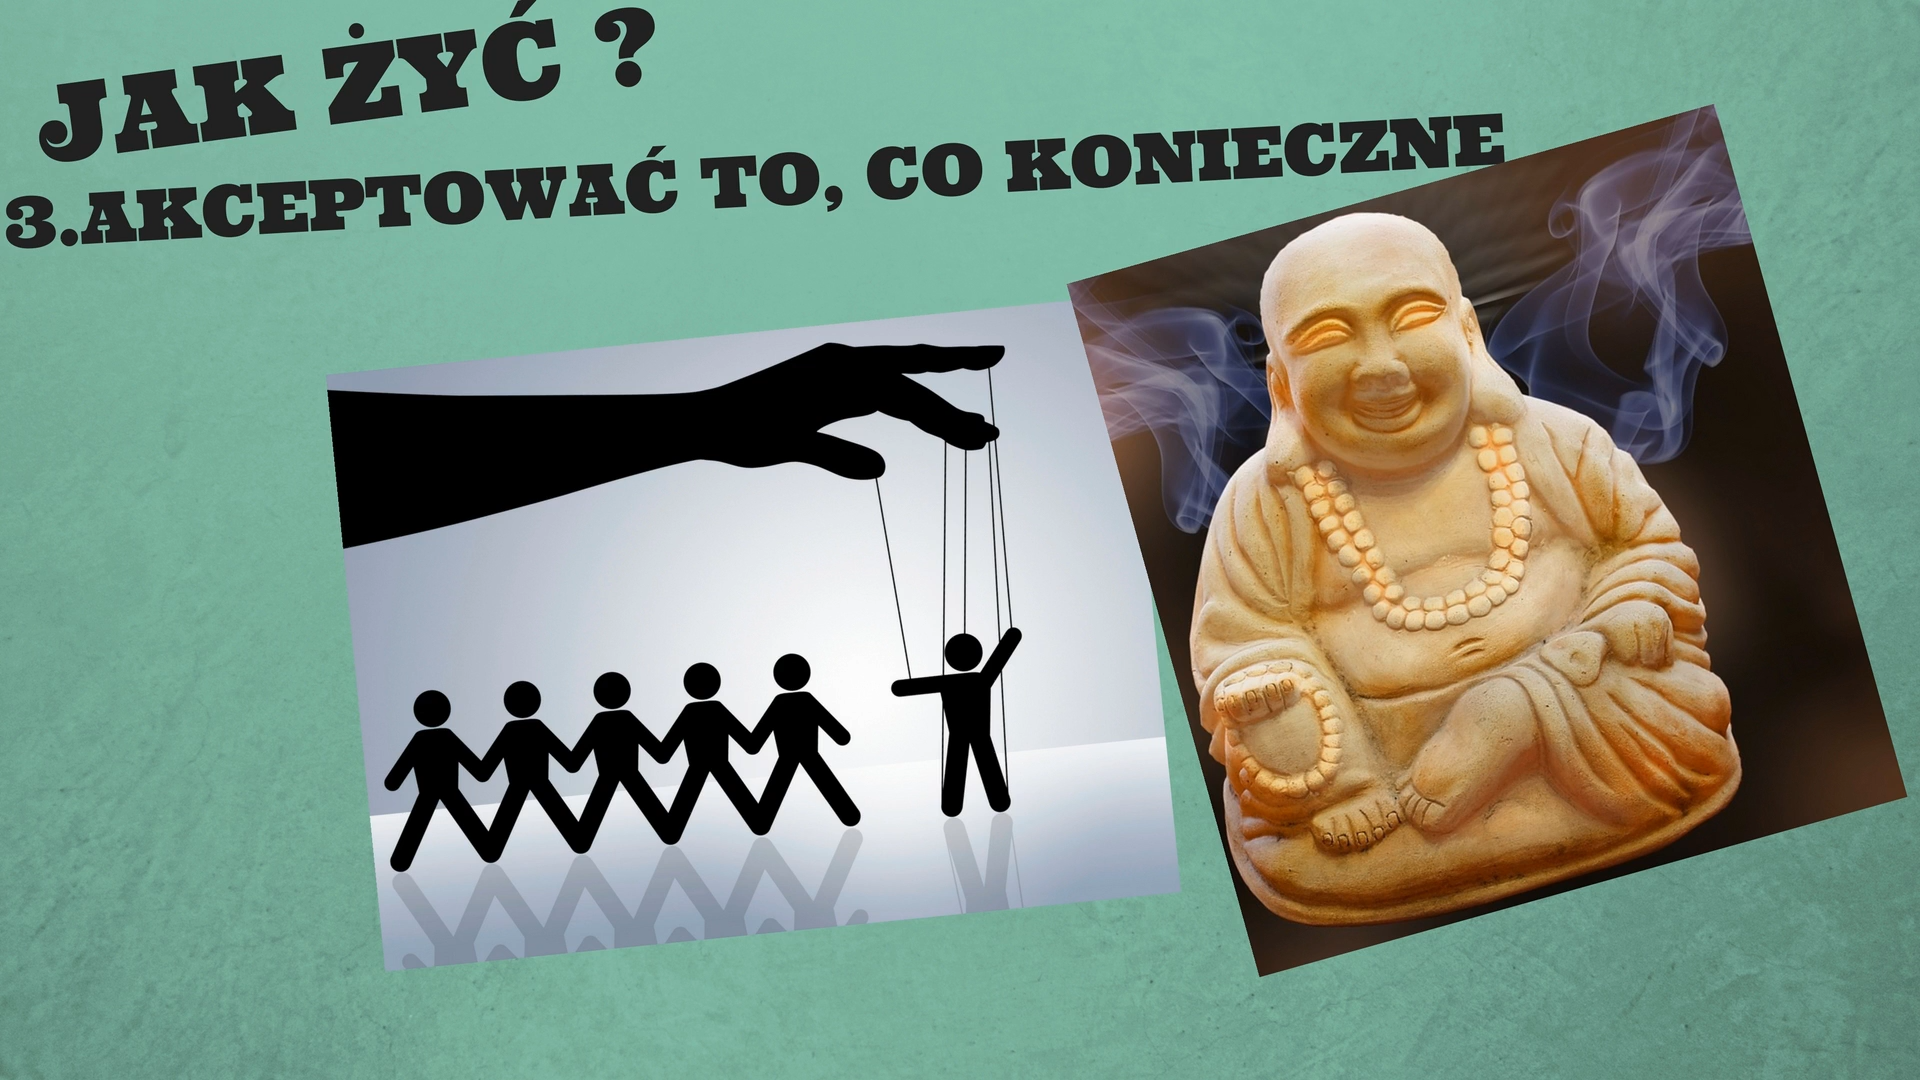 JAK ŻYĆ ?
3.AKCEPTOWAĆ TO, CO KONIECZNE